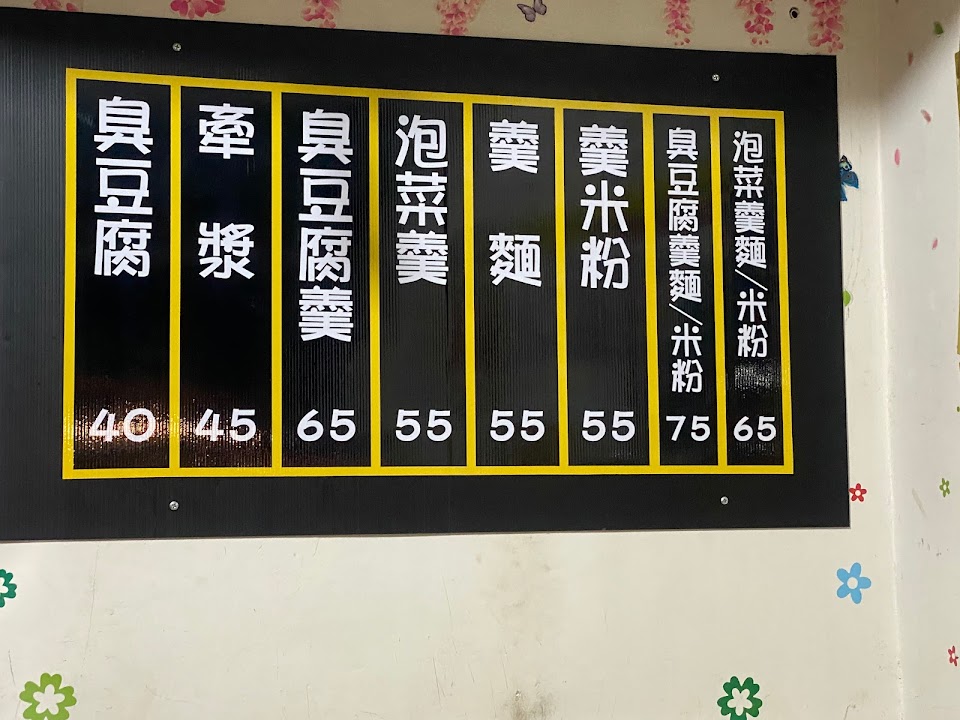 臭豆腐 40
牽漿 45
臭豆腐羹 65
泡菜羹 55
羹麵 55
羹米粉 55
臭豆腐羹麵/米粉 75
泡菜羹麵/米粉 65